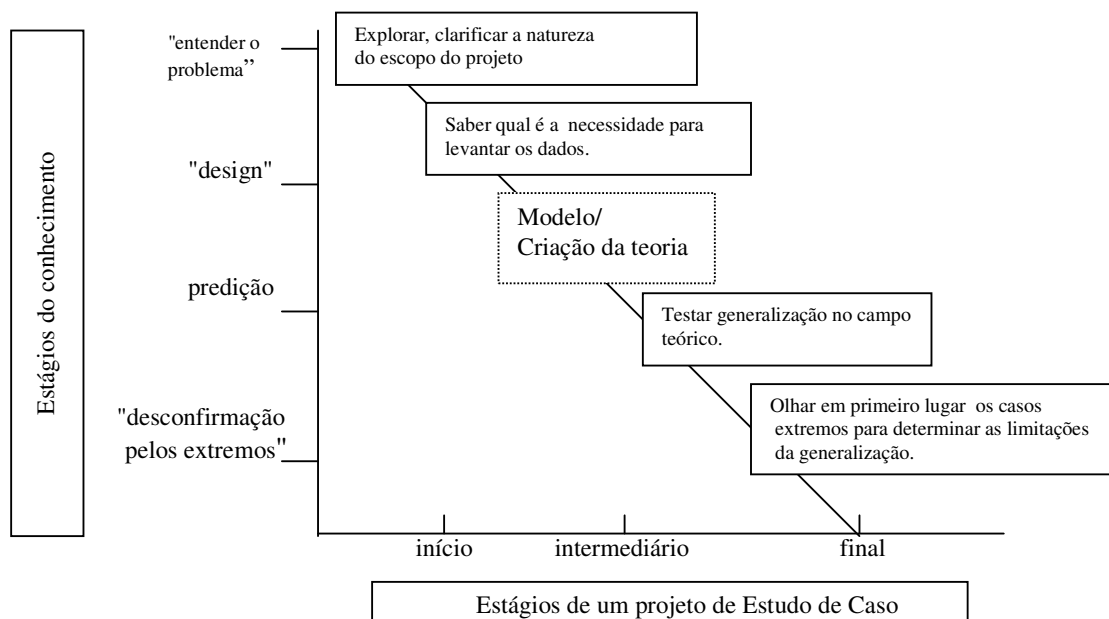 Estágios do conhecimento
"entender o
problema”
"design"
predição
"desconfirmação
pelos extremos"
Explorar, clarificar a natureza
do escopo do projeto
Saber qual é a necessidade para
levantar os dados.
Modelo/
Criação da teoria
Testar generalização no campo
teórico.
Olhar em primeiro lugar os casos
extremos para determinar as limitações
da generalização.
início
intermediário
final
Estágios de um projeto de Estudo de Caso